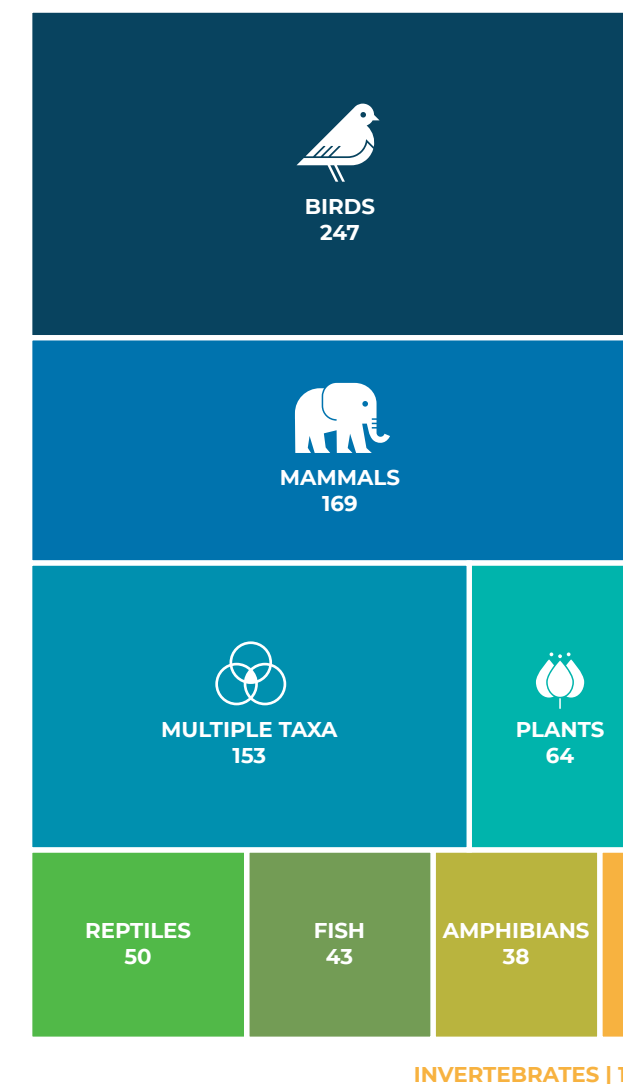 BIRDS
247
MAMMALS
169
MULTIPLE TAXA
153
PLANTS
64
REPTILES
50
FISH
43
AMPHIBIANS
38
INVERTEBRATES |